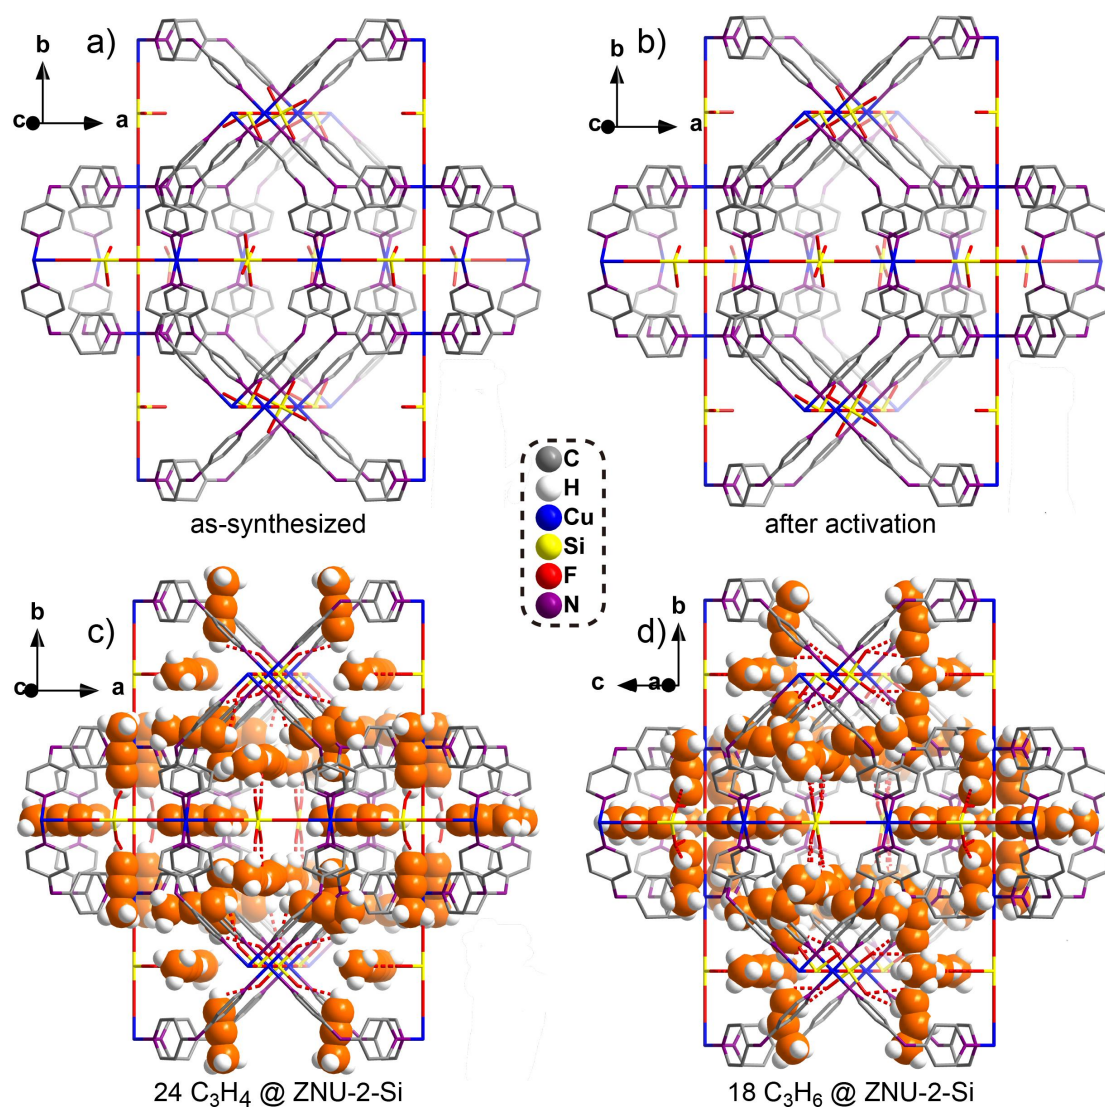 a)
b
c
a
as-synthesized
b)
b
c
a
after activation
C
H
Cu
Si
F
N
c)
b
c
a
24 C₃H₄ @ ZNU-2-Si
d)
b
c
a
18 C₃H₆ @ ZNU-2-Si